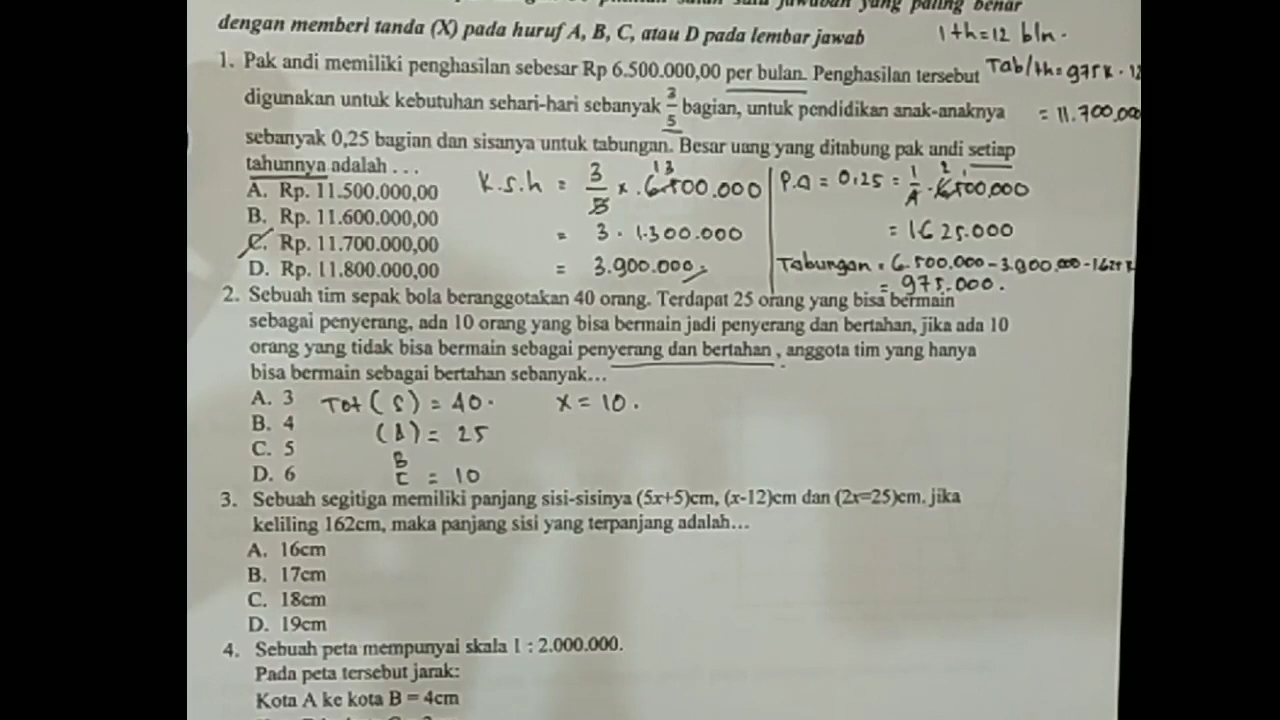 jawaban yang paling benar
dengan memberi tanda (X) pada huruf A, B, C, atau D pada lembar jawab
1 th = 12 bln.
1. Pak andi memiliki penghasilan sebesar Rp 6.500.000,00 per bulan. Penghasilan tersebut
Tab/th = 975k . 12
digunakan untuk kebutuhan sehari-hari sebanyak 3/5 bagian, untuk pendidikan anak-anaknya
= 11.700.000
sebanyak 0,25 bagian dan sisanya untuk tabungan. Besar uang yang ditabung pak andi setiap
tahunnya adalah . . .
A. Rp. 11.500.000,00
B. Rp. 11.600.000,00
C. Rp. 11.700.000,00
D. Rp. 11.800.000,00
K.s.h = 3/5 x . 6.500.000
13
= 3 . 1.300.000
= 3.900.000
P.A = 0,25 = 1/4 . 6.500.000
= 1.625.000
Tabungan = 6.500.000 - 3.900.000 - 1625k
= 975.000.
2. Sebuah tim sepak bola beranggotakan 40 orang. Terdapat 25 orang yang bisa bermain
sebagai penyerang, ada 10 orang yang bisa bermain jadi penyerang dan bertahan, jika ada 10
orang yang tidak bisa bermain sebagai penyerang dan bertahan , anggota tim yang hanya
bisa bermain sebagai bertahan sebanyak...
A. 3
B. 4
C. 5
D. 6
Tot (S) = 40.
x = 10.
(A) = 25
B
C = 10
3. Sebuah segitiga memiliki panjang sisi-sisinya (5x+5)cm, (x-12)cm dan (2x=25)cm. jika
keliling 162cm, maka panjang sisi yang terpanjang adalah...
A. 16cm
B. 17cm
C. 18cm
D. 19cm
4. Sebuah peta mempunyai skala 1 : 2.000.000.
Pada peta tersebut jarak:
Kota A ke kota B = 4cm